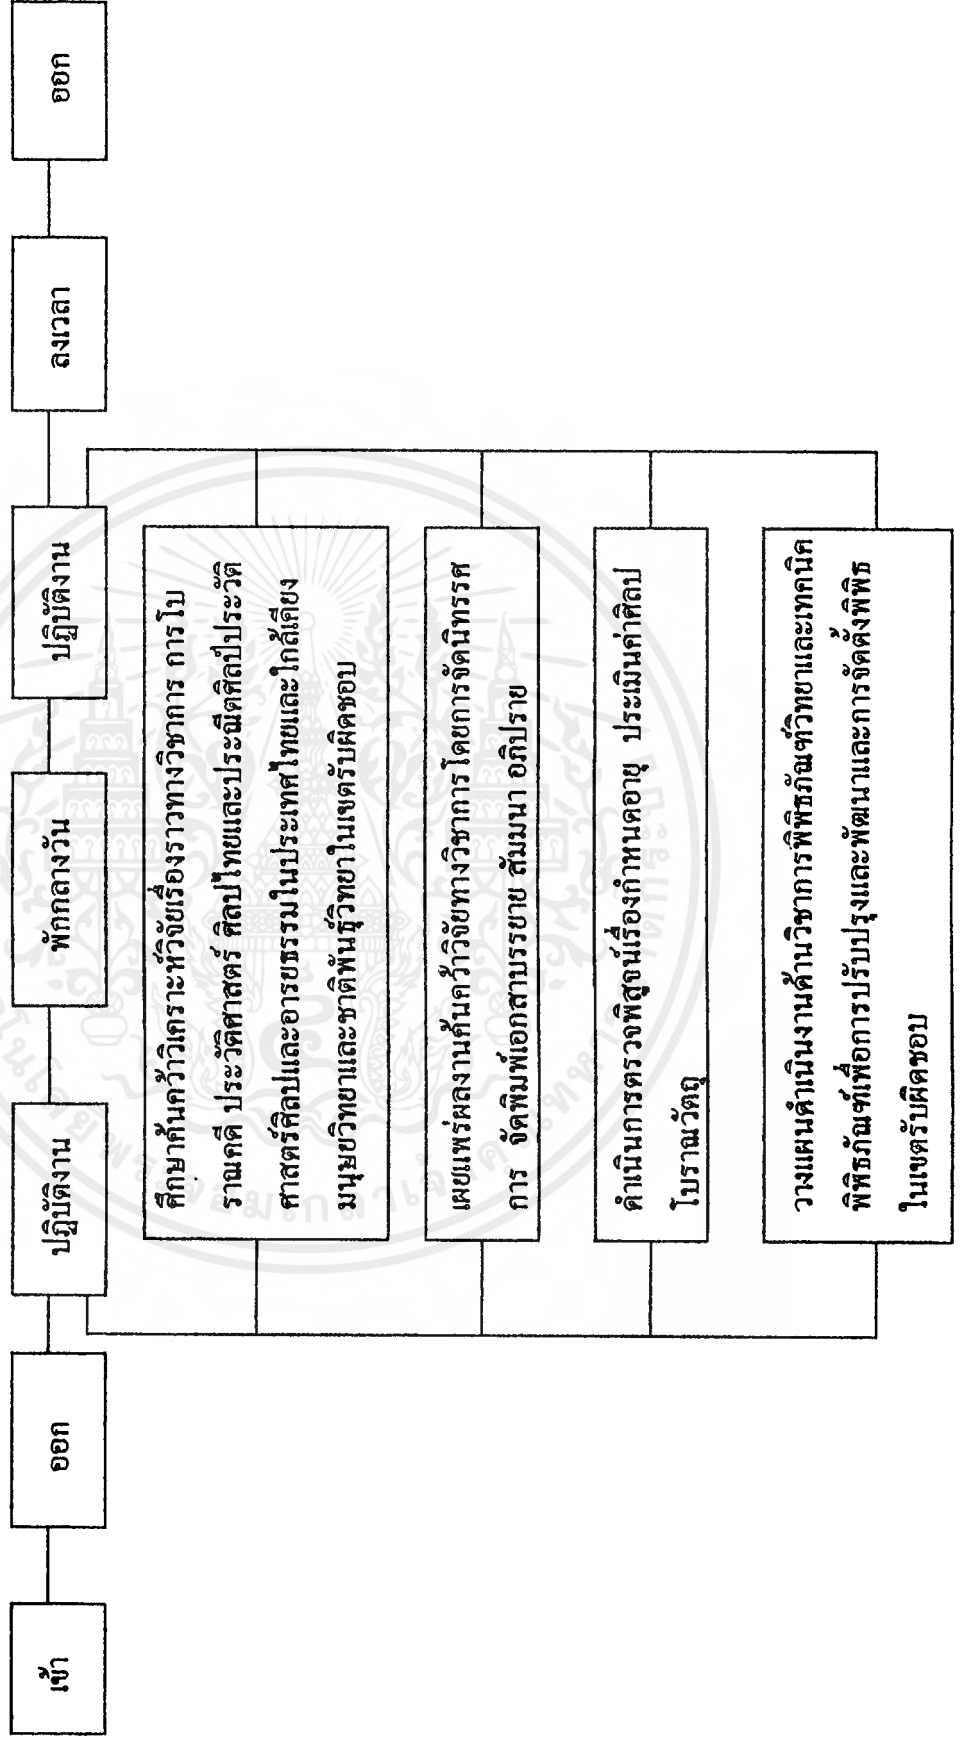 เข้า
ออก
ปฏิบัติงาน
พักกลางวัน
ปฏิบัติงาน
ลงเวลา
ออก
ศึกษาค้นคว้าวิเคราะห์วิจัยเรื่องราวทางวิชาการ การโบ
ราณคดี ประวัติศาสตร์ ศิลปไทยและประณีตศิลป์ประวัติ
ศาสตร์ศิลปและอารยธรรมในประเทศไทยและใกล้เคียง
มนุษยวิทยาและชาติพันธุ์วิทยาในเขตรับผิดชอบ
เผยแพร่ผลงานค้นคว้าวิจัยทางวิชาการโดยการจัดนิทรรศ
การ จัดพิมพ์เอกสาบรรยาย สัมมนา อภิปราย
ดำเนินการตรวจพิสูจน์เรื่องกำหนดอายุ ประเมินค่าศิลป
โบราณวัตถุ
วางแผนดำเนินงานด้านวิชาการพิพิธภัณฑ์วิทยาและเทคนิค
พิพิธภัณฑ์เพื่อการปรับปรุงและพัฒนาและการจัดตั้งพิพิธ
ในเขตรับผิดชอบ